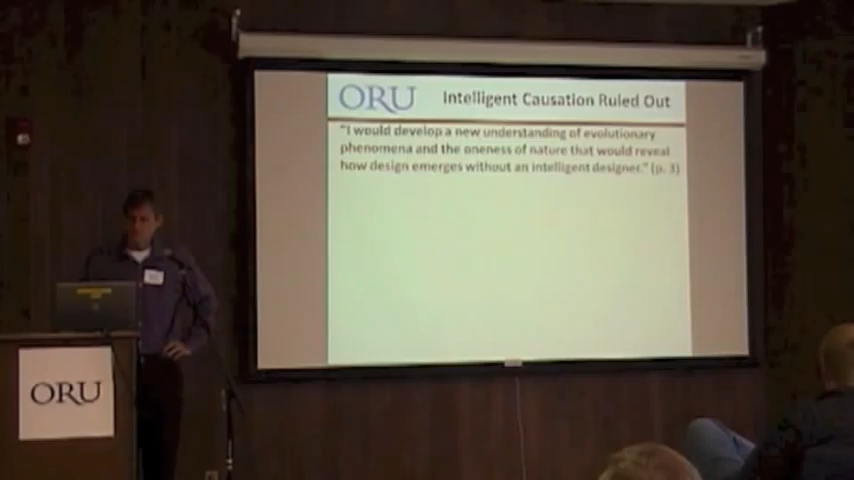 ORU Intelligent Causation Ruled Out
"I would develop a new understanding of evolutionary
phenomena and the oneness of nature that would reveal
how design emerges without an intelligent designer." (p. 3)
ORU